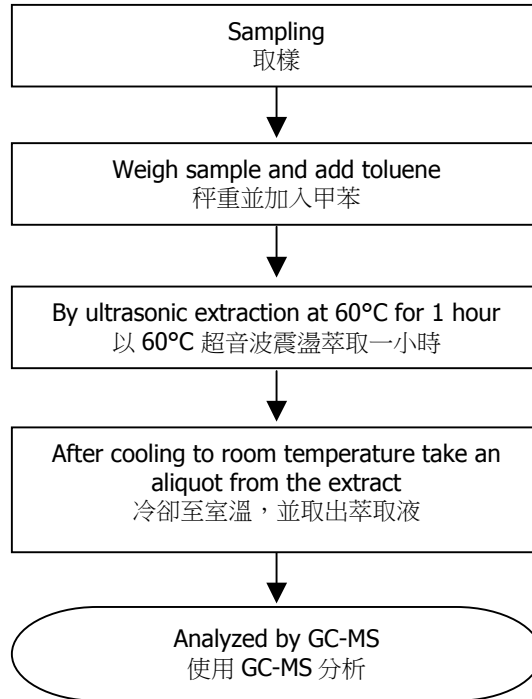 Sampling
取樣
Weigh sample and add toluene
秤重並加入甲苯
By ultrasonic extraction at 60°C for 1 hour
以 60°C 超音波震盪萃取一小時
After cooling to room temperature take an
aliquot from the extract
冷卻至室溫，並取出萃取液
Analyzed by GC-MS
使用 GC-MS 分析